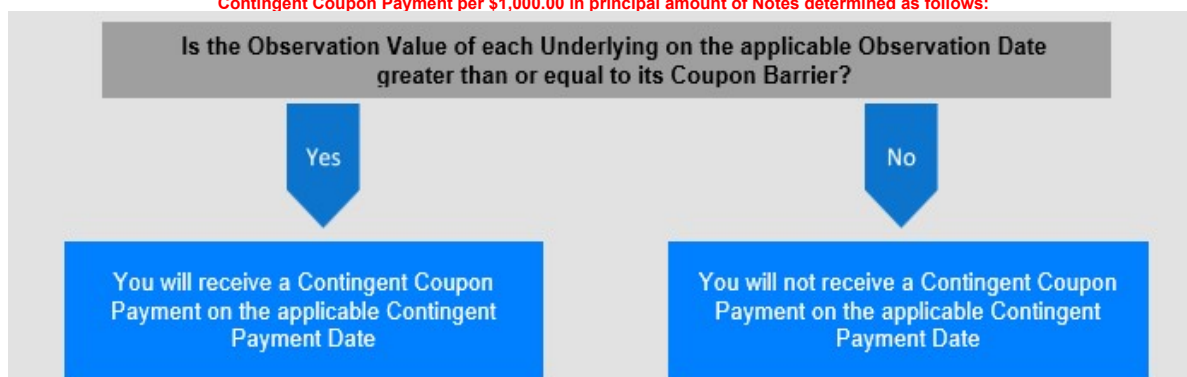 Contingent Coupon Payment per $1,000.00 in principal amount of Notes determined as follows:
Is the Observation Value of each Underlying on the applicable Observation Date
greater than or equal to its Coupon Barrier?
Yes
No
You will receive a Contingent Coupon
Payment on the applicable Contingent
Payment Date
You will not receive a Contingent Coupon
Payment on the applicable Contingent
Payment Date